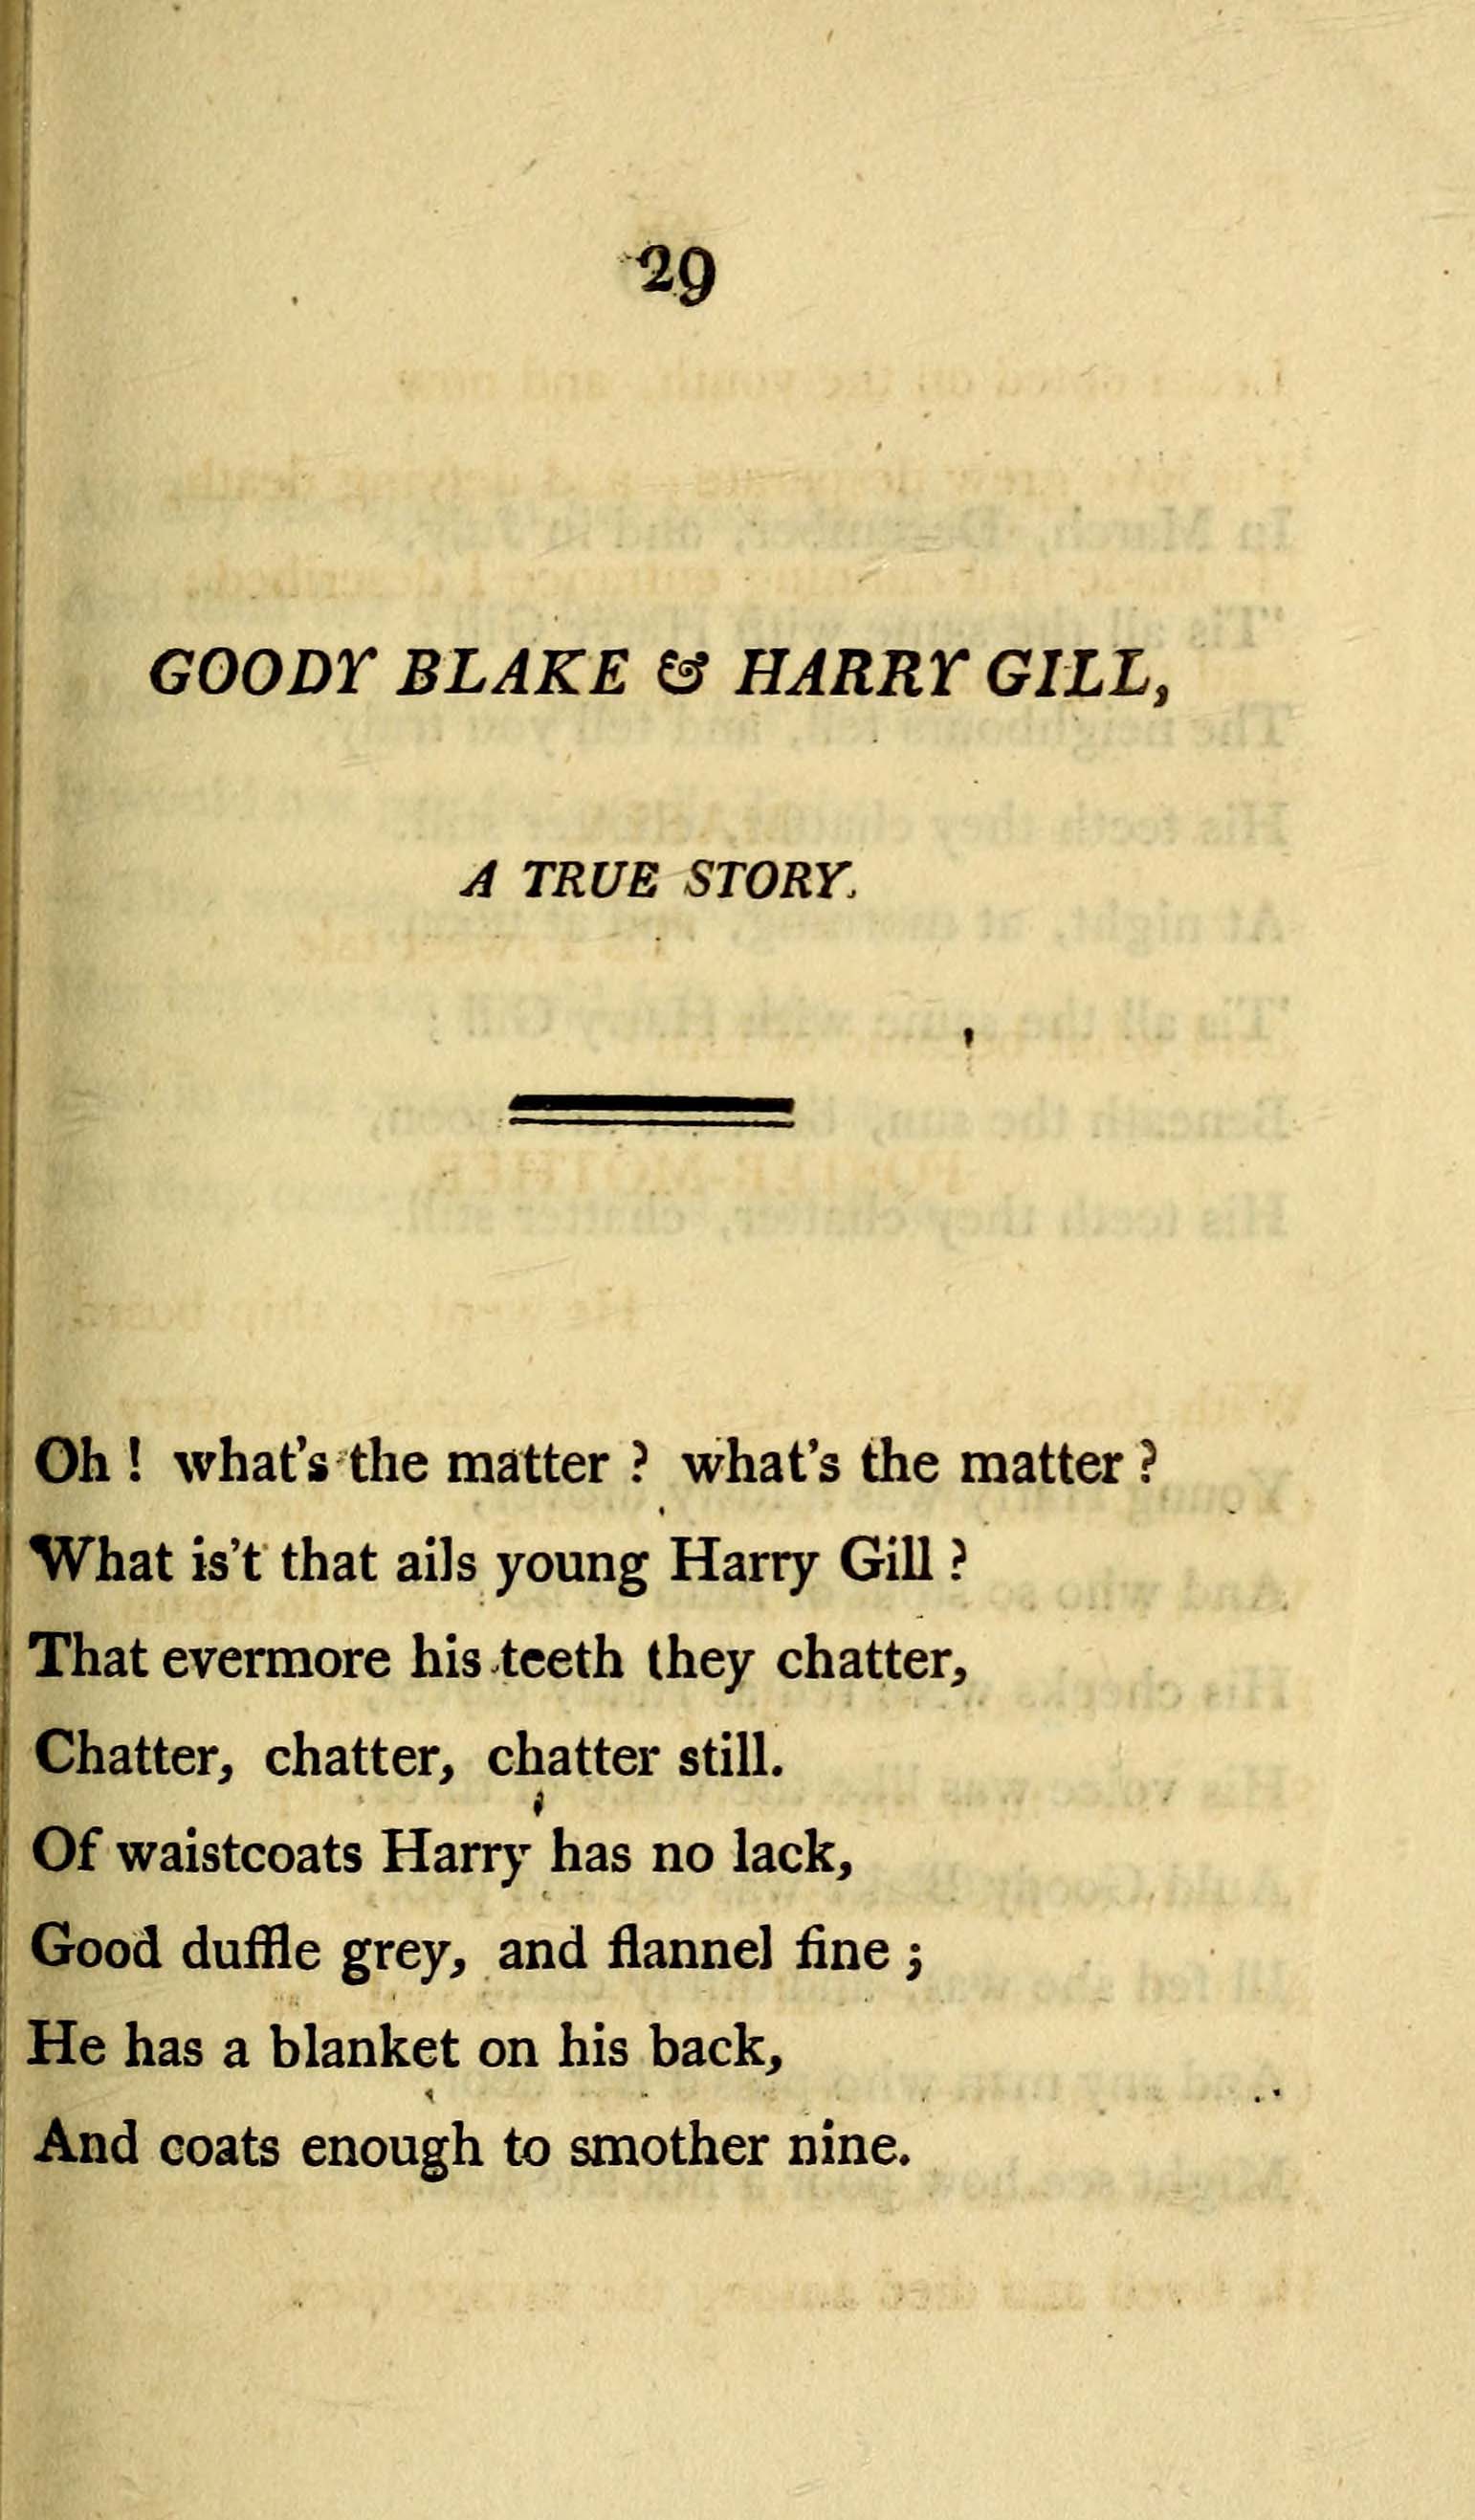 29
GOODY BLAKE & HARRY GILL,
A TRUE STORY.
Oh ! what's the matter ? what's the matter ?
What is't that ails young Harry Gill ?
That evermore his teeth they chatter,
Chatter, chatter, chatter still.
Of waistcoats Harry has no lack,
Good duffle grey, and flannel fine ;
He has a blanket on his back,
And coats enough to smother nine.